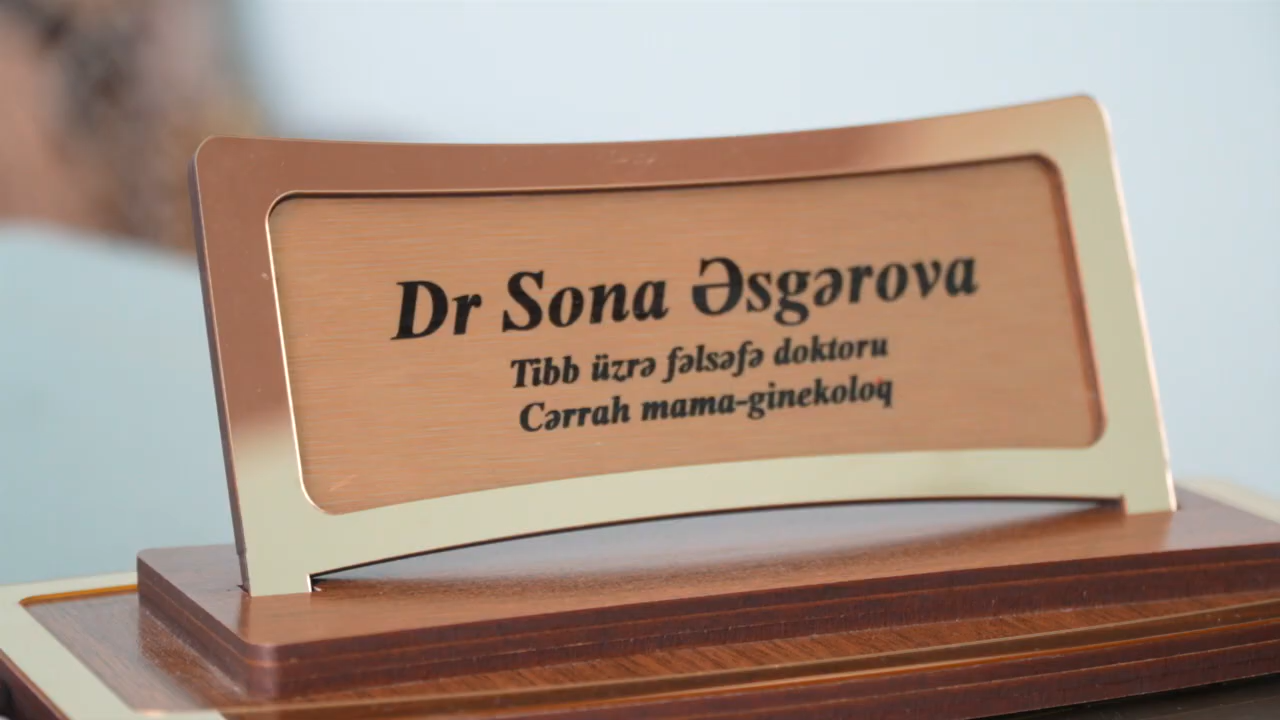 Dr Sona Əsgərova
Tibb üzrə fəlsəfə doktoru
Cərrah mama-ginekoloq